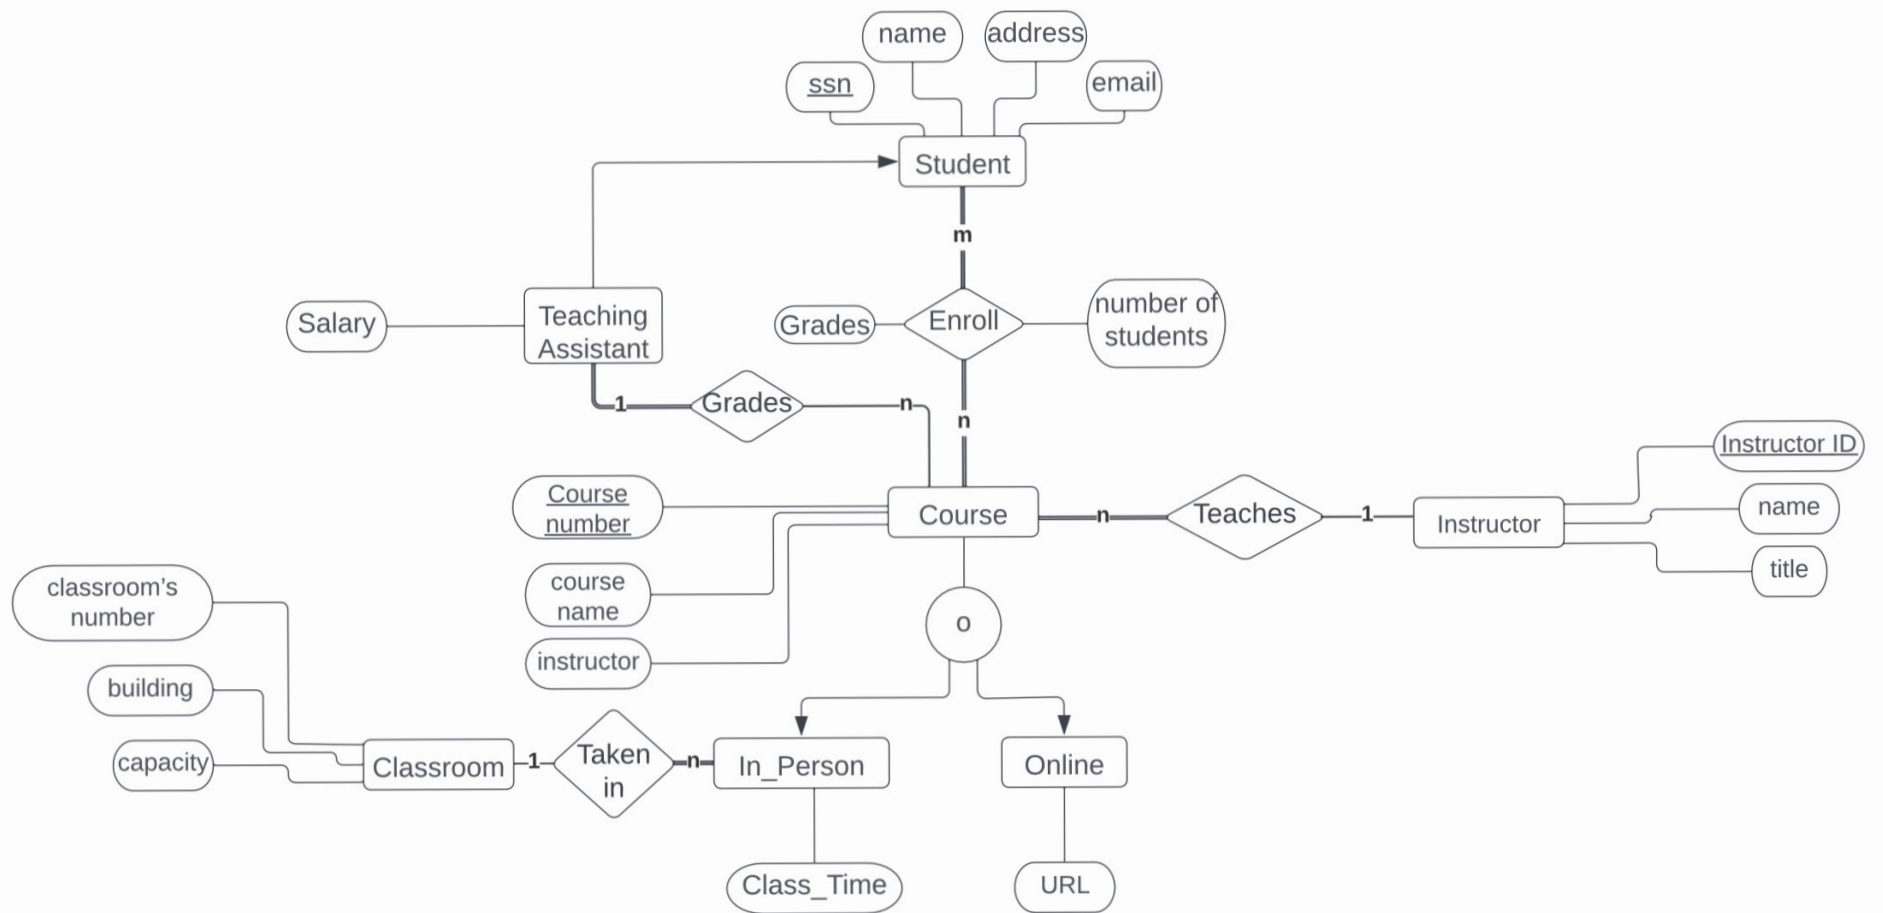 name
address
ssn
email
Student
m
Salary
Teaching
Assistant
Grades
Enroll
number of
students
1
Grades
n
n
Course
number
Course
n
Teaches
1
Instructor
Instructor ID
name
title
course
name
instructor
o
classroom's
number
building
capacity
Classroom
1
Taken
in
n
In_Person
Online
Class_Time
URL